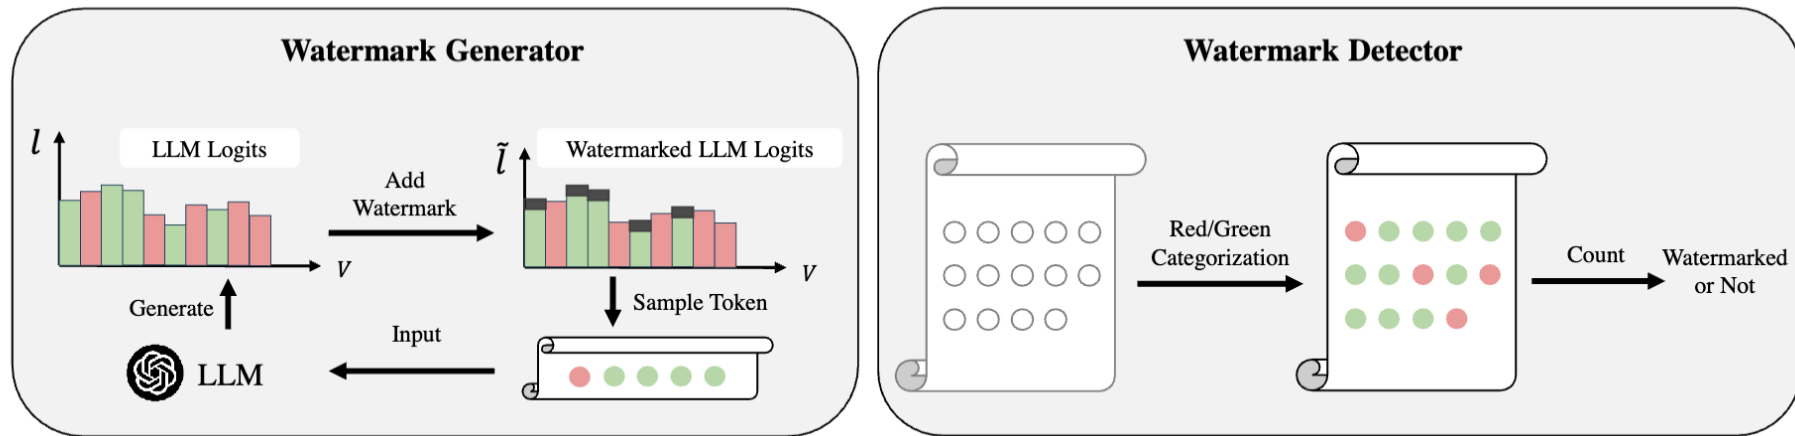 Watermark Generator
l
LLM Logits
V
Add
Watermark
l̃
Watermarked LLM Logits
V
Generate
Sample Token
Input
LLM
Watermark Detector
Red/Green
Categorization
Count
Watermarked
or Not